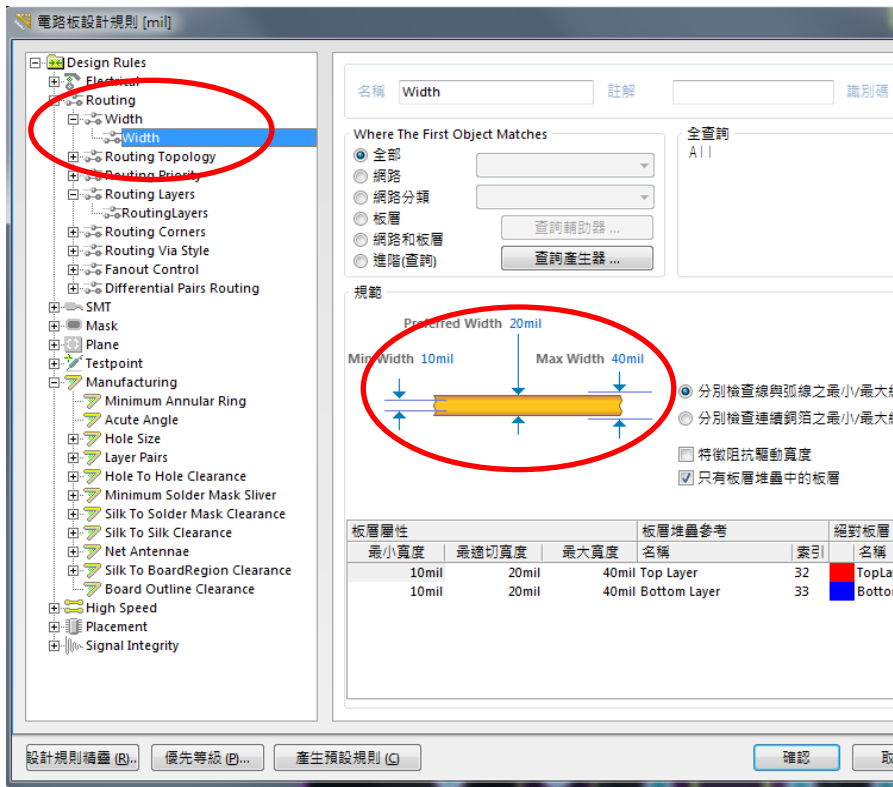 電路板設計規則 [mil]
Design Rules
Electrical
Routing
Width
Width
Routing Topology
Routing Priority
Routing Layers
RoutingLayers
Routing Corners
Routing Via Style
Fanout Control
Differential Pairs Routing
SMT
Mask
Plane
Testpoint
Manufacturing
Minimum Annular Ring
Acute Angle
Hole Size
Layer Pairs
Hole To Hole Clearance
Minimum Solder Mask Sliver
Silk To Solder Mask Clearance
Silk To Silk Clearance
Net Antennae
Silk To BoardRegion Clearance
Board Outline Clearance
High Speed
Placement
Signal Integrity
名稱 Width 註解 識別碼
Where The First Object Matches
全部
網路
網路分類
板層
網路和板層
進階(查詢)
查詢輔助器 ...
查詢產生器 ...
全查詢
All
規範
Preferred Width 20mil
Min Width 10mil Max Width 40mil
分別檢查線與弧線之最小/最大
分別檢查連續銅箔之最小/最大
特徵阻抗驅動寬度
只有板層堆疊中的板層
板層屬性 板層堆疊參考 絕對板層
最小寬度 最適切寬度 最大寬度 名稱 索引 名稱
10mil 20mil 40mil Top Layer 32 TopLa
10mil 20mil 40mil Bottom Layer 33 Botto
設計規則精靈 (R).. 優先等級 (P)... 產生預設規則 (C) 確認 取